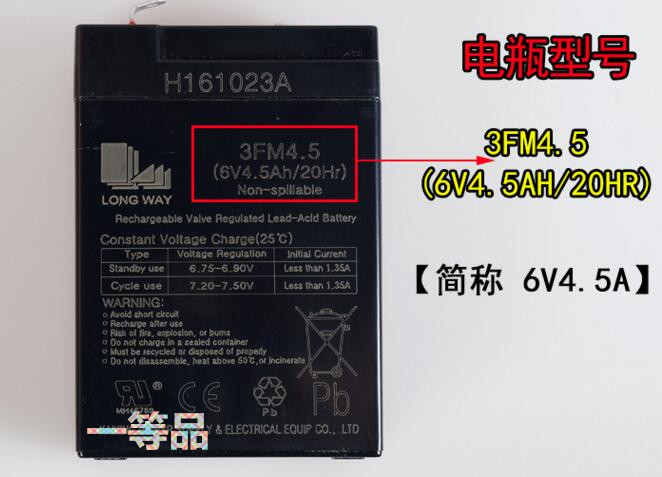 电瓶型号
H161023A
3FM4.5
(6V4.5Ah/20Hr)
Non-spillable
3FM4.5
(6V4.5AH/20HR)
LONG WAY
Rechargeable Valve Regulated Lead-Acid Battery
Constant Voltage Charge(25℃)
Type Voltage Regulation Initial Current
Standby use 6.75-6.90V Less than 1.35A
Cycle use 7.20-7.50V Less than 1.35A
【简称 6V4.5A】
WARNING:
Avoid short circuit
Recharge after use
Risk of fire, explosion, or burns
Do not charge in a sealed container
Must be recycled or disposed of properly
Do not disassemble, heat above 50℃, or incinerate
CE
Pb
Pb
一等品
& ELECTRICAL EQUIP CO., LTD